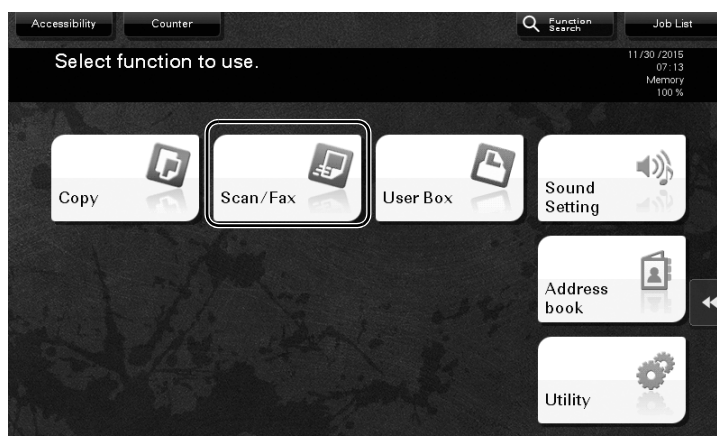 Accessibility
Counter
Function
Search
Job List
Select function to use.
11/30 /2015
07:13
Memory
100 %
Copy
Scan/Fax
User Box
Sound
Setting
Address
book
Utility